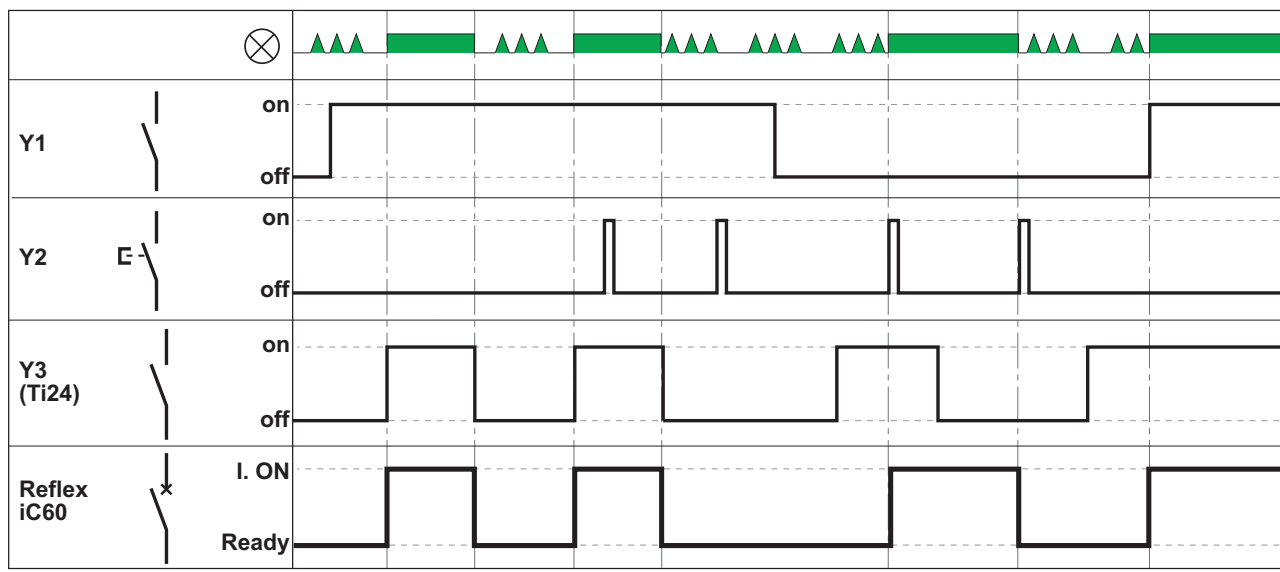 Y1
on
off
Y2
on
off
Y3
(Ti24)
on
off
Reflex
iC60
I. ON
Ready